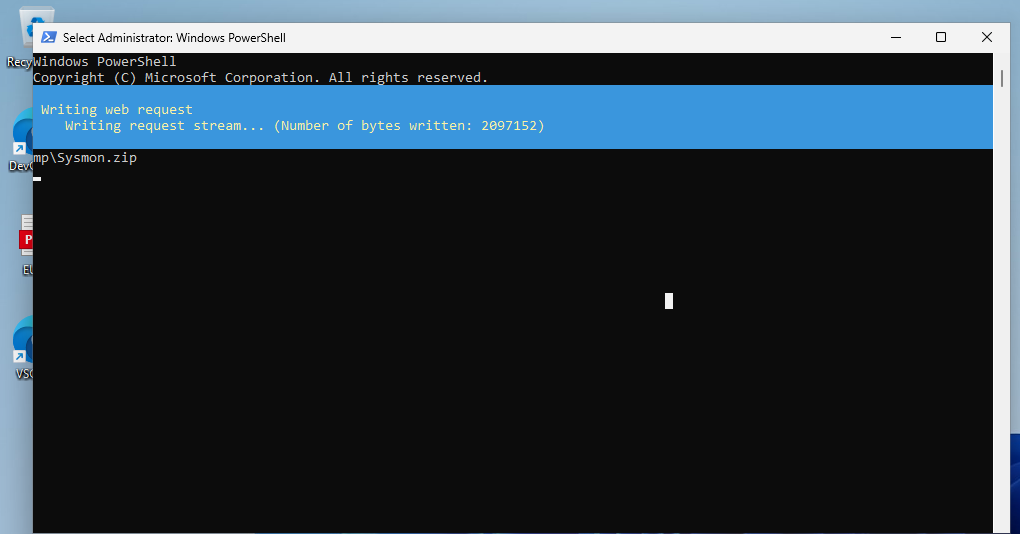 Select Administrator: Windows PowerShell
Windows PowerShell
Copyright (C) Microsoft Corporation. All rights reserved.
Writing web request
Writing request stream... (Number of bytes written: 2097152)
mp\Sysmon.zip
Recy
Dev
P
EU
VS